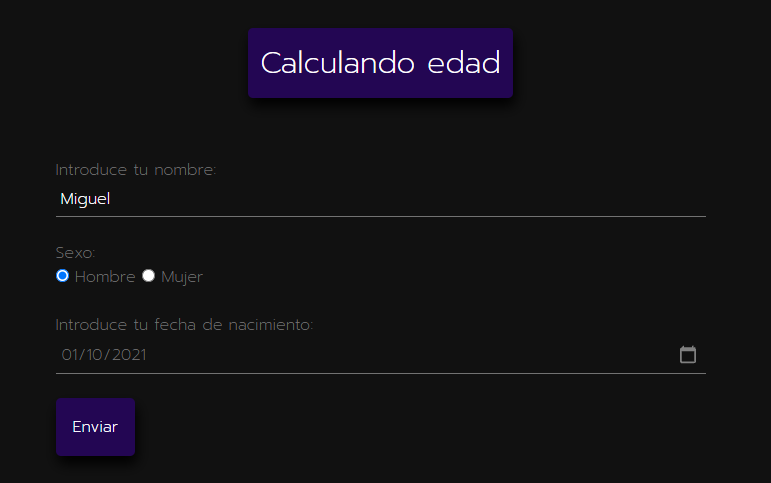 Calculando edad
Introduce tu nombre:
Miguel
Sexo:
Hombre Mujer
Introduce tu fecha de nacimiento:
01/10/2021
Enviar